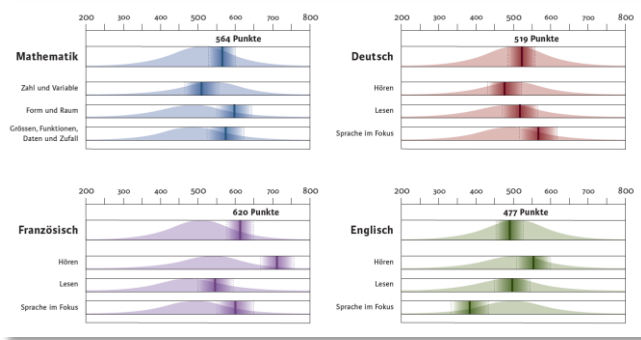 200 300 400 500 600 700 800
564 Punkte
Mathematik
Zahl und Variable
Form und Raum
Grössen, Funktionen,
Daten und Zufall
200 300 400 500 600 700 800
519 Punkte
Deutsch
Hören
Lesen
Sprache im Fokus
200 300 400 500 600 700 800
620 Punkte
Französisch
Hören
Lesen
Sprache im Fokus
200 300 400 500 600 700 800
477 Punkte
Englisch
Hören
Lesen
Sprache im Fokus